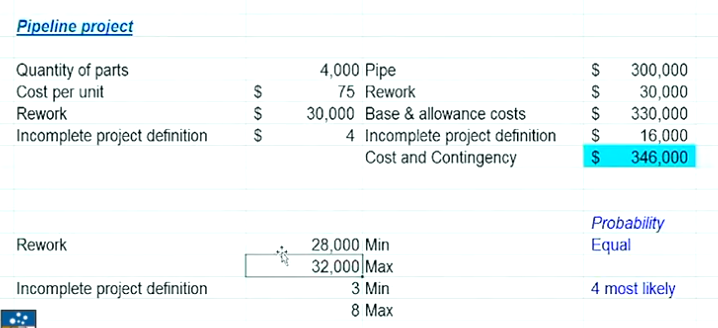 Pipeline project
Quantity of parts 4,000 Pipe $ 300,000
Cost per unit $ 75 Rework $ 30,000
Rework $ 30,000 Base & allowance costs $ 330,000
Incomplete project definition $ 4 Incomplete project definition $ 16,000
Cost and Contingency $ 346,000
Probability
Rework 28,000 Min Equal
32,000 Max
Incomplete project definition 3 Min 4 most likely
8 Max